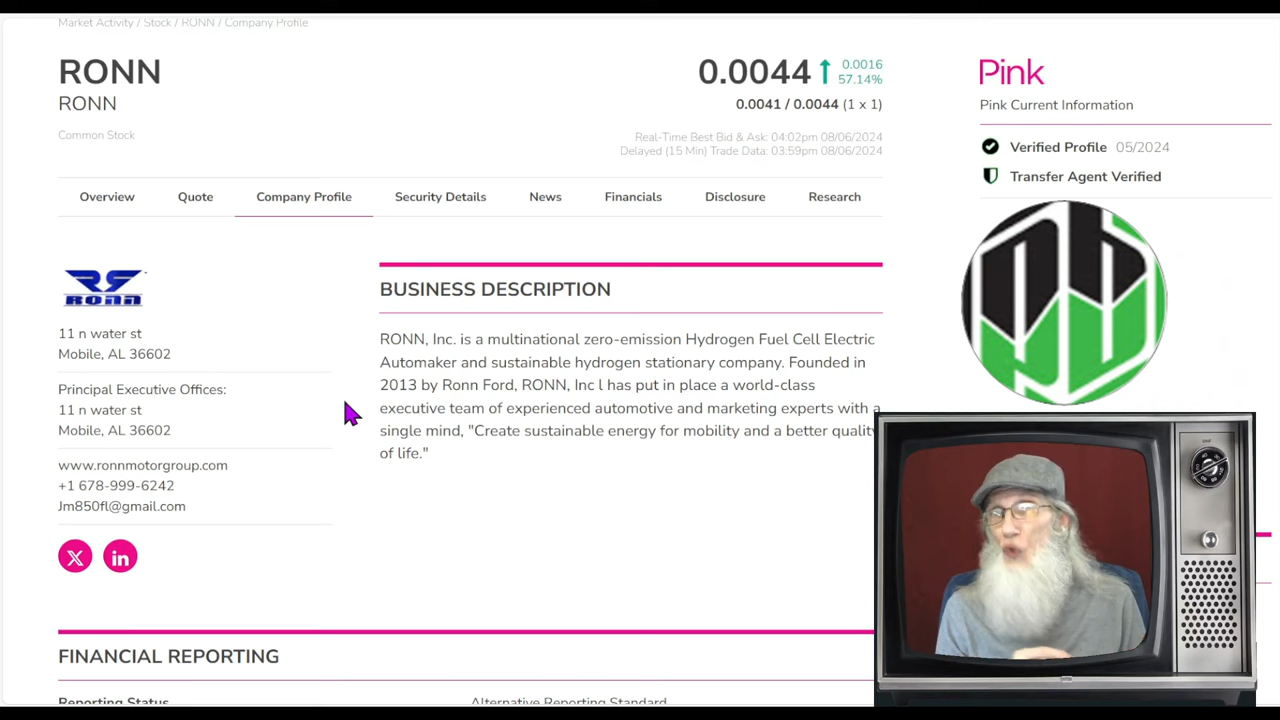 Market Activity / Stock / RONN / Company Profile
RONN
RONN
Common Stock
0.0044
0.0016
57.14%
0.0041 / 0.0044 (1 x 1)
Real-Time Best Bid & Ask: 04:02pm 08/06/2024
Delayed (15 Min) Trade Data: 03:59pm 08/06/2024
Pink
Pink Current Information
Verified Profile 05/2024
Transfer Agent Verified
Overview Quote Company Profile Security Details News Financials Disclosure Research
RONN
11 n water st
Mobile, AL 36602
Principal Executive Offices:
11 n water st
Mobile, AL 36602
www.ronnmotorgroup.com
+1 678-999-6242
Jm850fl@gmail.com
X in
BUSINESS DESCRIPTION
RONN, Inc. is a multinational zero-emission Hydrogen Fuel Cell Electric
Automaker and sustainable hydrogen stationary company. Founded in
2013 by Ronn Ford, RONN, Inc l has put in place a world-class
executive team of experienced automotive and marketing experts with a
single mind, "Create sustainable energy for mobility and a better quality
of life."
FINANCIAL REPORTING
Reporting Status Alternative Reporting Standard